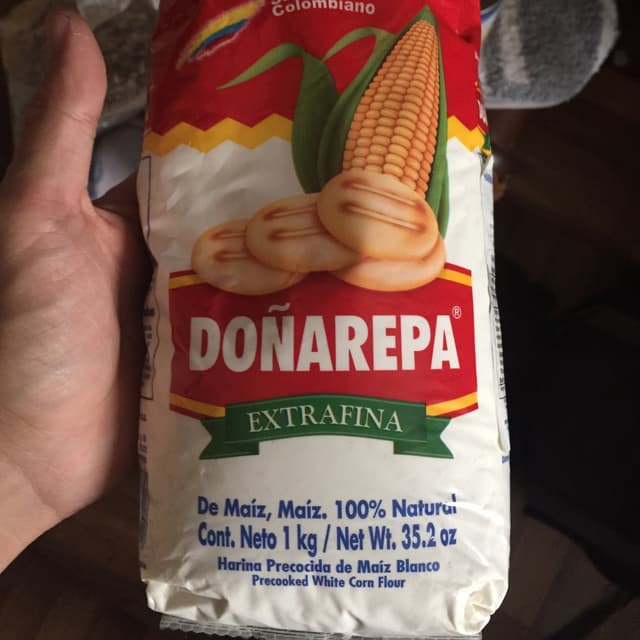 Colombiano
DOÑAREPA®
EXTRAFINA
De Maíz, Maíz. 100% Natural
Cont. Neto 1 kg / Net Wt. 35.2 oz
Harina Precocida de Maíz Blanco
Precooked White Corn Flour